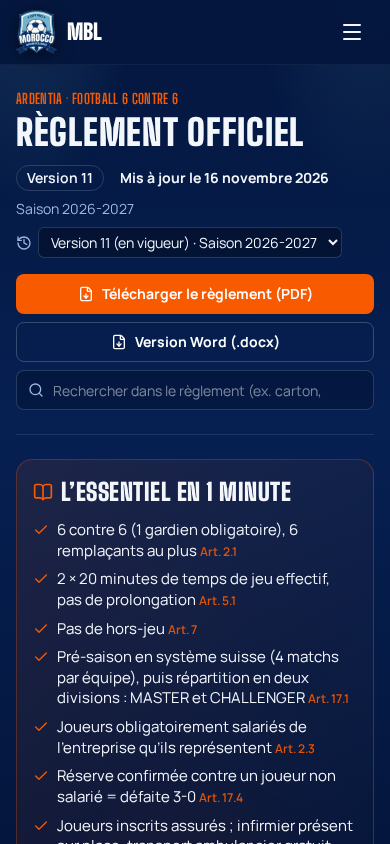 MOROCCO
MBL
ARDENTIA · FOOTBALL 6 CONTRE 6
RÈGLEMENT OFFICIEL
Version 11 Mis à jour le 16 novembre 2026
Saison 2026-2027
Version 11 (en vigueur) · Saison 2026-2027
Télécharger le règlement (PDF)
Version Word (.docx)
Rechercher dans le règlement (ex. carton,
L'ESSENTIEL EN 1 MINUTE
6 contre 6 (1 gardien obligatoire), 6
remplaçants au plus Art. 2.1
2 × 20 minutes de temps de jeu effectif,
pas de prolongation Art. 5.1
Pas de hors-jeu Art. 7
Pré-saison en système suisse (4 matchs
par équipe), puis répartition en deux
divisions : MASTER et CHALLENGER Art. 17.1
Joueurs obligatoirement salariés de
l'entreprise qu'ils représentent Art. 2.3
Réserve confirmée contre un joueur non
salarié = défaite 3-0 Art. 17.4
Joueurs inscrits assurés ; infirmier présent
sur place, transport ambulancier gratuit